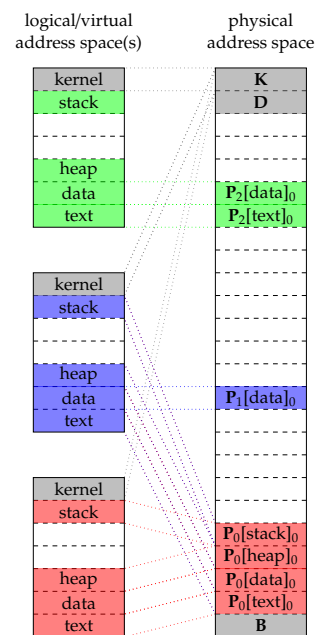 logical/virtual
address space(s)
physical
address space
kernel
stack
heap
data
text
kernel
stack
heap
data
text
kernel
stack
heap
data
text
K
D
P₂[data]₀
P₂[text]₀
P₁[data]₀
P₀[stack]₀
P₀[heap]₀
P₀[data]₀
P₀[text]₀
B